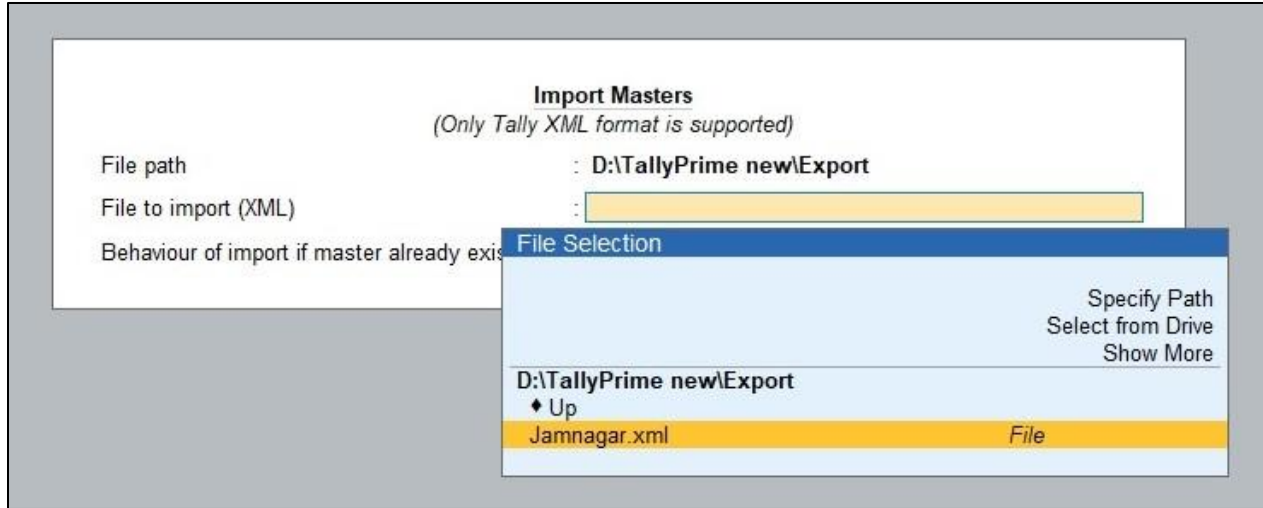 Import Masters
(Only Tally XML format is supported)
File path : D:\TallyPrime new\Export
File to import (XML) :
Behaviour of import if master already exis
File Selection
Specify Path
Select from Drive
Show More
D:\TallyPrime new\Export
♦ Up
Jamnagar.xml File